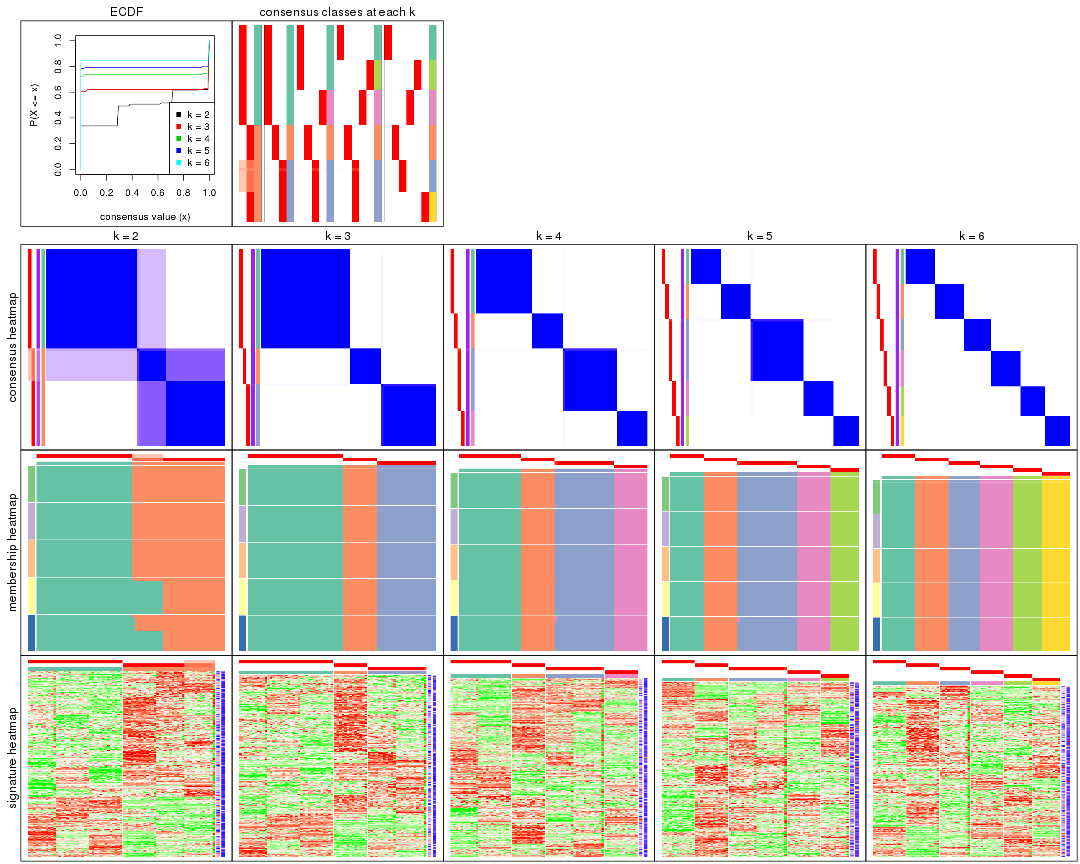 ECDF
consensus classes at each k
P(X <= x)
1.0
0.8
0.6
0.4
0.2
0.0
k = 2
k = 3
k = 4
k = 5
k = 6
0.0 0.2 0.4 0.6 0.8 1.0
consensus value (x)
k = 2
k = 3
k = 4
k = 5
k = 6
consensus heatmap
membership heatmap
signature heatmap